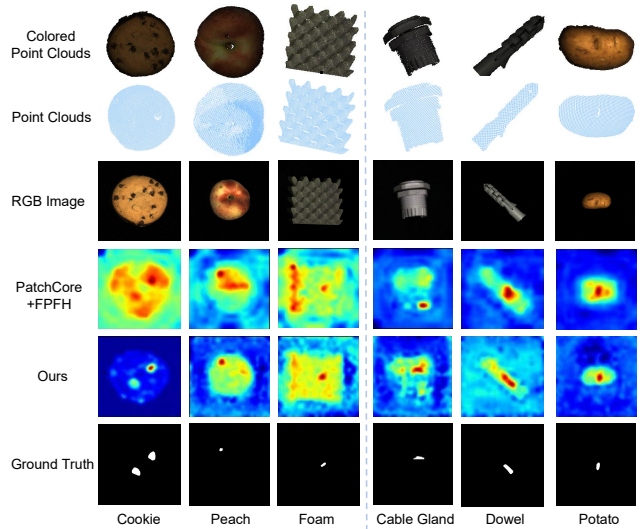 Colored
Point Clouds
Point Clouds
RGB Image
PatchCore
+FPFH
Ours
Ground Truth
Cookie Peach Foam Cable Gland Dowel Potato